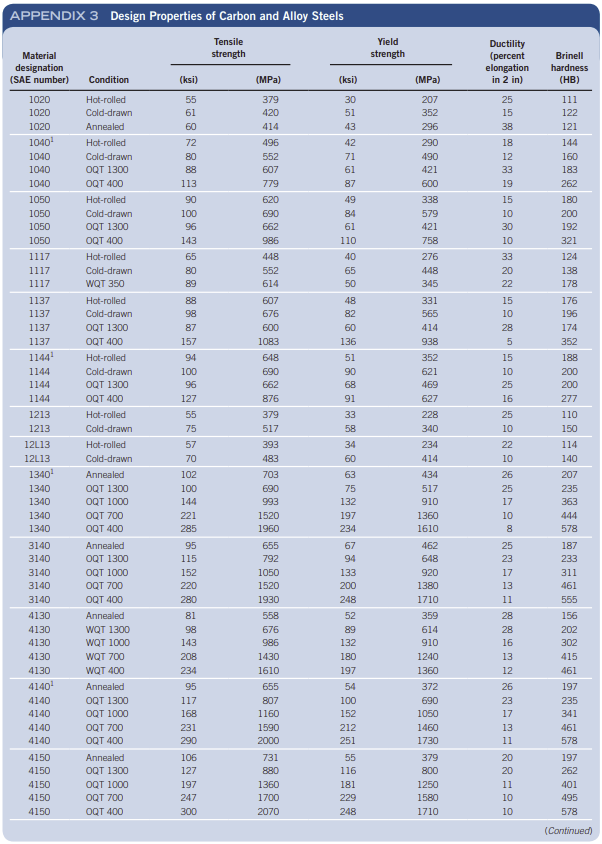 APPENDIX 3 Design Properties of Carbon and Alloy Steels
Tensile strength Yield strength Ductility (percent elongation in 2 in) Brinell hardness (HB)
Material designation (SAE number) Condition (ksi) (MPa) (ksi) (MPa)
1020 Hot-rolled 55 379 30 207 25 111
1020 Cold-drawn 61 420 51 352 15 122
1020 Annealed 60 414 43 296 38 121
1040¹ Hot-rolled 72 496 42 290 18 144
1040 Cold-drawn 80 552 71 490 12 160
1040 OQT 1300 88 607 61 421 33 183
1040 OQT 400 113 779 87 600 19 262
1050 Hot-rolled 90 620 49 338 15 180
1050 Cold-drawn 100 690 84 579 10 200
1050 OQT 1300 96 662 61 421 30 192
1050 OQT 400 143 986 110 758 10 321
1117 Hot-rolled 65 448 40 276 33 124
1117 Cold-drawn 80 552 65 448 20 138
1117 WQT 350 89 614 50 345 22 178
1137 Hot-rolled 88 607 48 331 15 176
1137 Cold-drawn 98 676 82 565 10 196
1137 OQT 1300 87 600 60 414 28 174
1137 OQT 400 157 1083 136 938 5 352
1144¹ Hot-rolled 94 648 51 352 15 188
1144 Cold-drawn 100 690 90 621 10 200
1144 OQT 1300 96 662 68 469 25 200
1144 OQT 400 127 876 91 627 16 277
1213 Hot-rolled 55 379 33 228 25 110
1213 Cold-drawn 75 517 58 340 10 150
12L13 Hot-rolled 57 393 34 234 22 114
12L13 Cold-drawn 70 483 60 414 10 140
1340¹ Annealed 102 703 63 434 26 207
1340 OQT 1300 100 690 75 517 25 235
1340 OQT 1000 144 993 132 910 17 363
1340 OQT 700 221 1520 197 1360 10 444
1340 OQT 400 285 1960 234 1610 8 578
3140 Annealed 95 655 67 462 25 187
3140 OQT 1300 115 792 94 648 23 233
3140 OQT 1000 152 1050 133 920 17 311
3140 OQT 700 220 1520 200 1380 13 461
3140 OQT 400 280 1930 248 1710 11 555
4130 Annealed 81 558 52 359 28 156
4130 WQT 1300 98 676 89 614 28 202
4130 WQT 1000 143 986 132 910 16 302
4130 WQT 700 208 1430 180 1240 13 415
4130 WQT 400 234 1610 197 1360 12 461
4140¹ Annealed 95 655 54 372 26 197
4140 OQT 1300 117 807 100 690 23 235
4140 OQT 1000 168 1160 152 1050 17 341
4140 OQT 700 231 1590 212 1460 13 461
4140 OQT 400 290 2000 251 1730 11 578
4150 Annealed 106 731 55 379 20 197
4150 OQT 1300 127 880 116 800 20 262
4150 OQT 1000 197 1360 181 1250 11 401
4150 OQT 700 247 1700 229 1580 10 495
4150 OQT 400 300 2070 248 1710 10 578
(Continued)